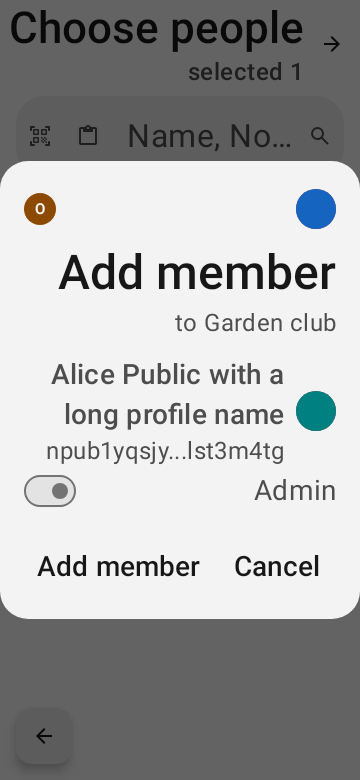 Choose people
selected 1
Name, No...
O
Add member
to Garden club
Alice Public with a
long profile name
npub1yqsjy...lst3m4tg
Admin
Add member
Cancel